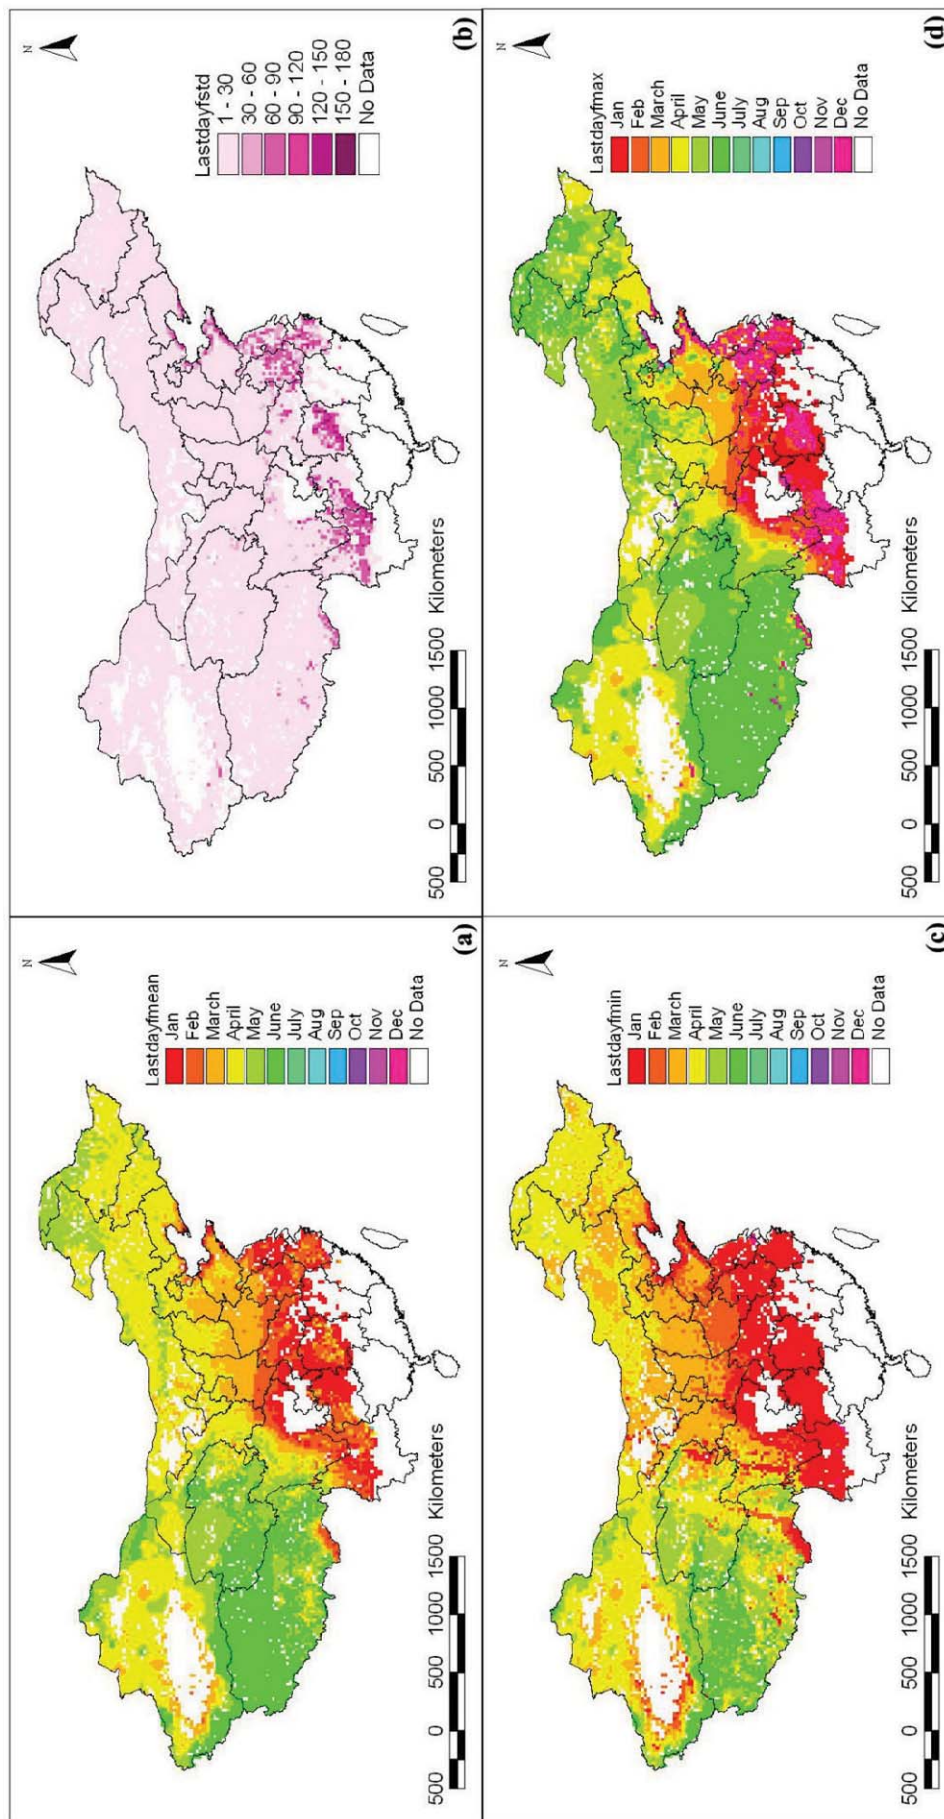 N
Lastdayfmean
Jan
Feb
March
April
May
June
July
Aug
Sep
Oct
Nov
Dec
No Data
500 0 500 1000 1500 Kilometers
(a)
N
Lastdayfstd
1 - 30
30 - 60
60 - 90
90 - 120
120 - 150
150 - 180
No Data
500 0 500 1000 1500 Kilometers
(b)
N
Lastdayfmin
Jan
Feb
March
April
May
June
July
Aug
Sep
Oct
Nov
Dec
No Data
500 0 500 1000 1500 Kilometers
(c)
N
Lastdayfmax
Jan
Feb
March
April
May
June
July
Aug
Sep
Oct
Nov
Dec
No Data
500 0 500 1000 1500 Kilometers
(d)